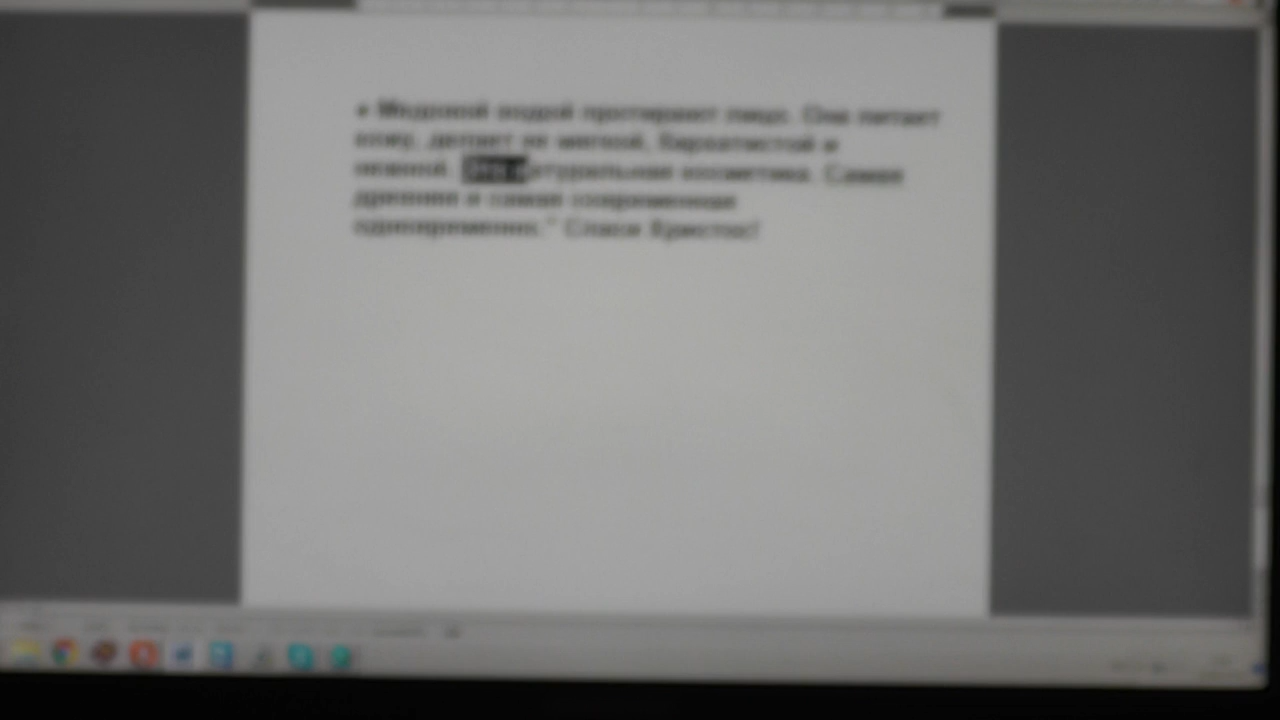 • Медовой водой протирают лицо. Она питает
кожу, делает ее мягкой, бархатистой и
нежной. Это натуральная косметика. Самая
древняя и самая современная
одновременно." Спаси Христос!